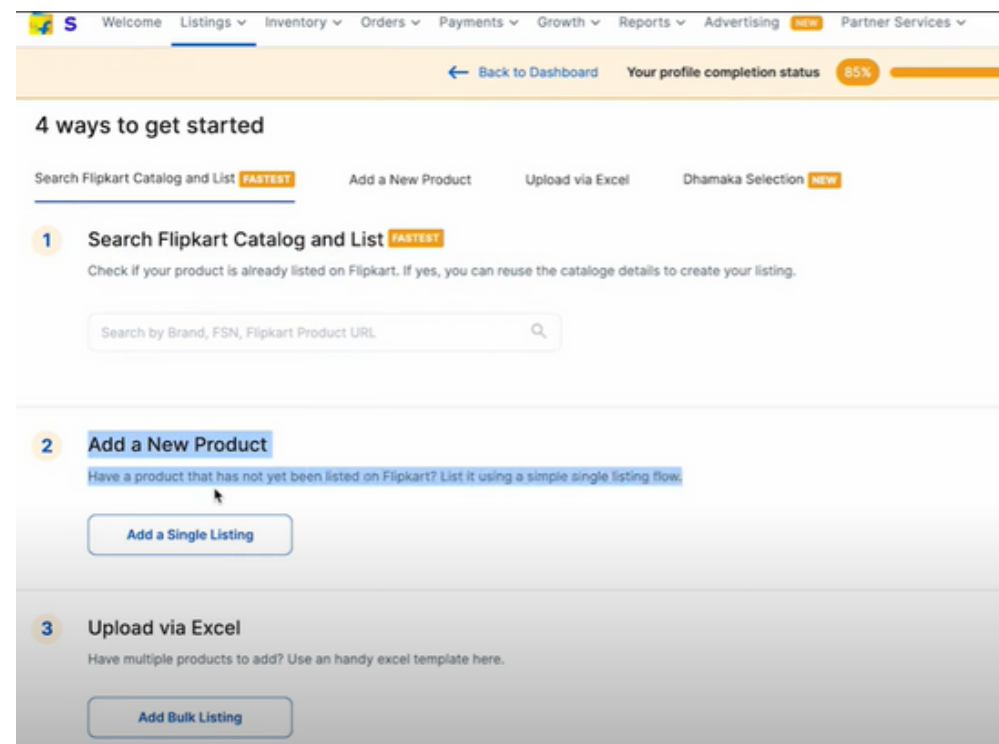 S Welcome Listings Inventory Orders Payments Growth Reports Advertising NEW Partner Services
Back to Dashboard Your profile completion status 85%
4 ways to get started
Search Flipkart Catalog and List FASTEST Add a New Product Upload via Excel Dhamaka Selection NEW
1 Search Flipkart Catalog and List FASTEST
Check if your product is already listed on Flipkart. If yes, you can reuse the cataloge details to create your listing.
Search by Brand, FSN, Flipkart Product URL
2 Add a New Product
Have a product that has not yet been listed on Flipkart? List it using a simple single listing flow.
Add a Single Listing
3 Upload via Excel
Have multiple products to add? Use an handy excel template here.
Add Bulk Listing